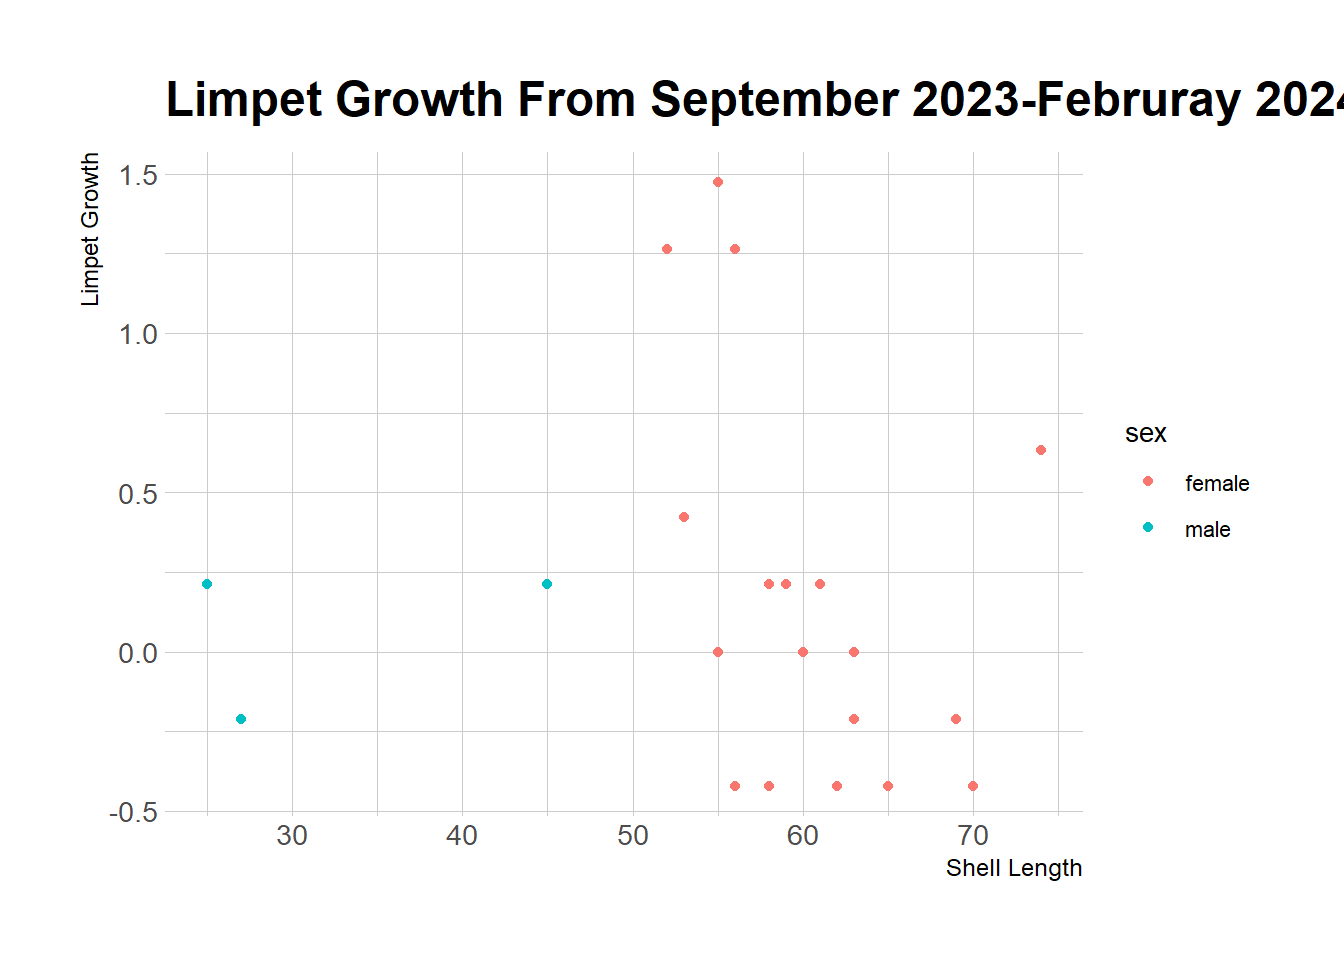 Limpet Growth From September 2023-Februray 2024
Limpet Growth
1.5
1.0
0.5
0.0
-0.5
30 40 50 60 70
Shell Length
sex
female
male